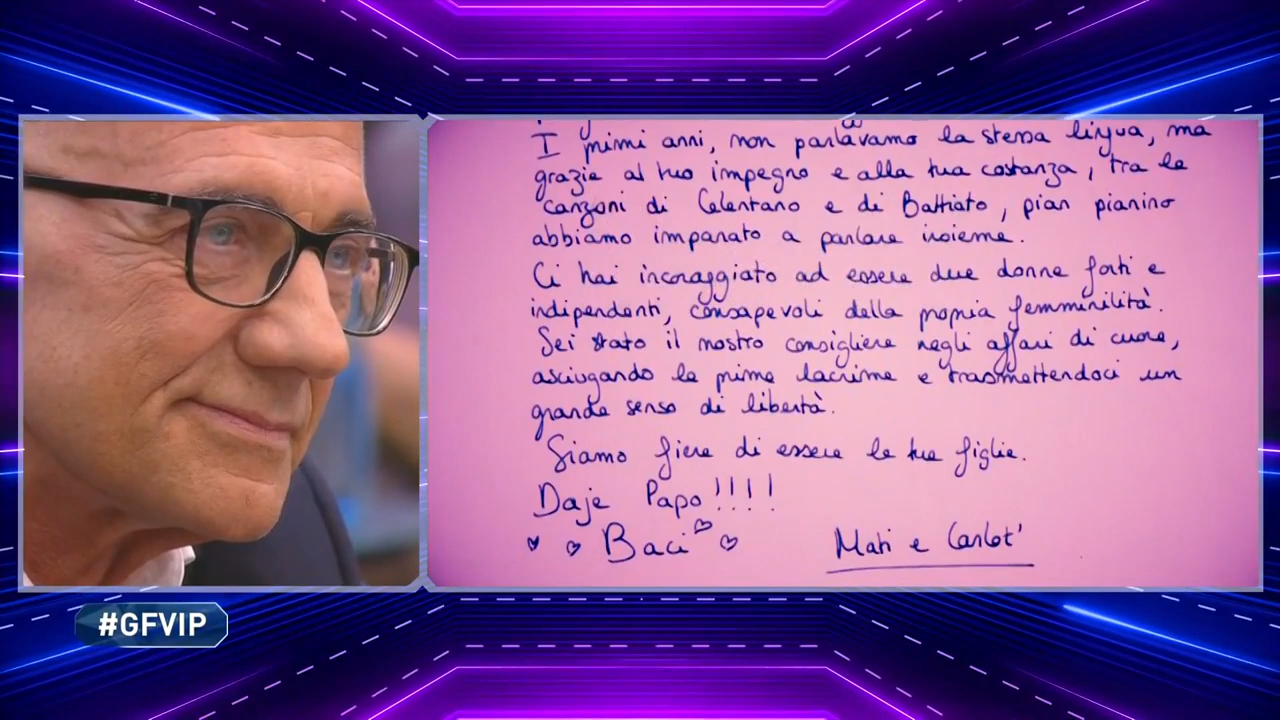 I primi anni, non parlavamo la stessa lingua, ma
grazie al tuo impegno e alla tua costanza, tra le
canzoni di Celentano e di Battiato, pian pianino
abbiamo imparato a parlare insieme.
Ci hai incoraggiato ad essere due donne forti e
indipendenti, consapevoli della propria femminilità.
Sei stato il nostro consigliere negli affari di cuore,
asciugando le prime lacrime e trasmettendoci un
grande senso di libertà.
Siamo fiere di essere le tue figlie.
Daje Papo!!!!
Baci
Mati e Carlot'
#GFVIP